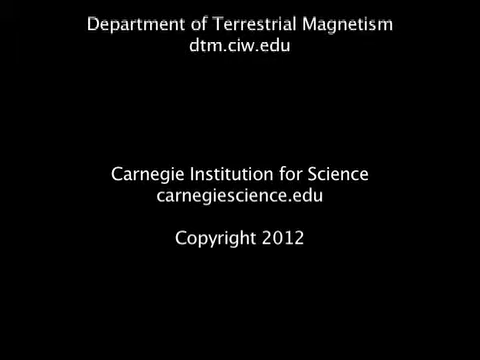 Department of Terrestrial Magnetism
dtm.ciw.edu
Carnegie Institution for Science
carnegiescience.edu
Copyright 2012